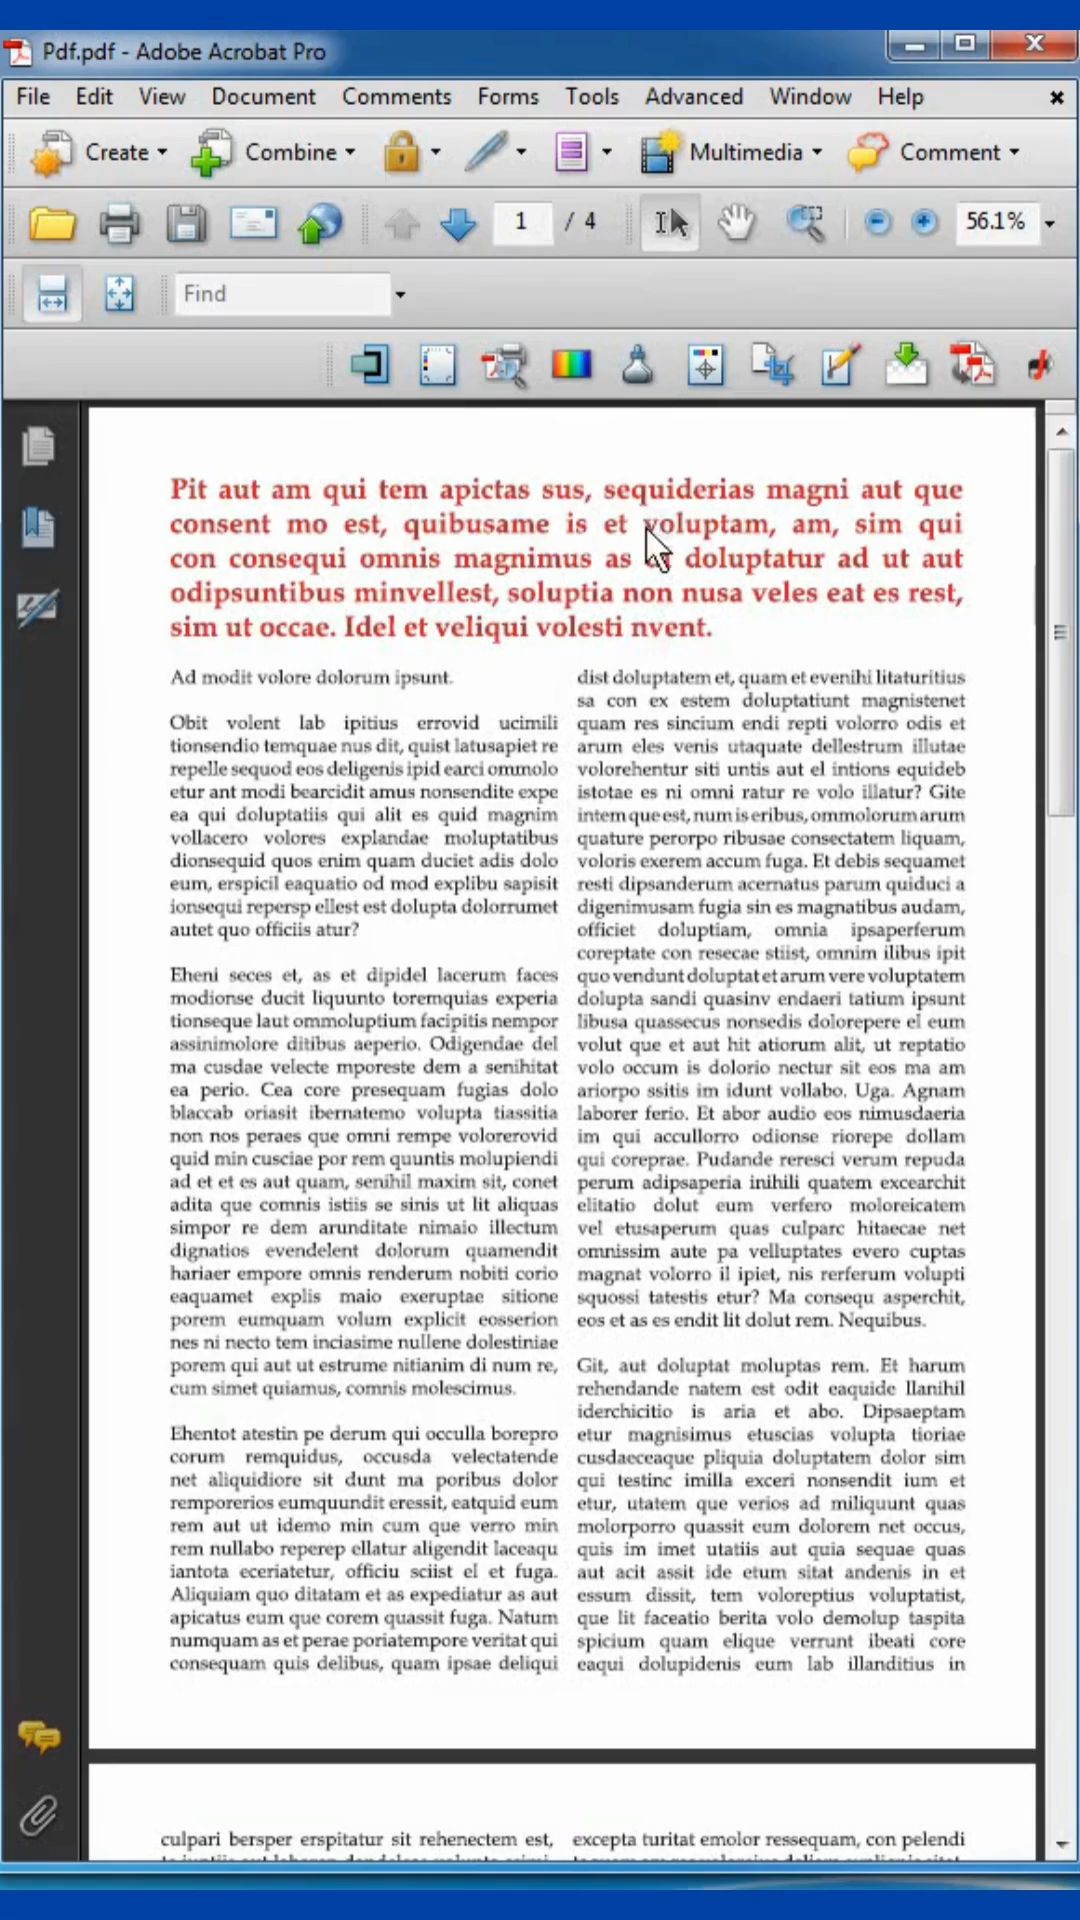 Pdf.pdf - Adobe Acrobat Pro
File Edit View Document Comments Forms Tools Advanced Window Help
Create Combine Multimedia Comment
1 / 4 56.1%
Find
Pit aut am qui tem apictas sus, sequiderias magni aut que
consent mo est, quibusame is et voluptam, am, sim qui
con consequi omnis magnimus as doluptatur ad ut aut
odipsuntibus minvellest, soluptia non nusa veles eat es rest,
sim ut occae. Idel et veliqui volesti nvent.
Ad modit volore dolorum ipsunt.
Obit volent lab ipitius errovid ucimili
tionsendio temquae nus dit, quist latusapiet re
repelle sequod eos deligenis ipid earci ommolo
etur ant modi bearcidit amus nonsendite expe
ea qui doluptatiis qui alit es quid magnim
vollacero volores explandae moluptatibus
dionsequid quos enim quam duciet adis dolo
eum, erspicil eaquatio od mod explibu sapisit
ionsequi repersp ellest est dolupta dolorrumet
autet quo officiis atur?
Eheni seces et, as et dipidel lacerum faces
modionse ducit liquunto toremquias experia
tionseque laut ommoluptium facipitis nempor
assinimolore ditibus aeperio. Odigendae del
ma cusdae velecte mporeste dem a senihitat
ea perio. Cea core presequam fugias dolo
blaccab oriasit ibernatemo volupta tiassitia
non nos peraes que omni rempe volorerovid
quid min cusciae por rem quuntis molupiendi
ad et et es aut quam, senihil maxim sit, conet
adita que comnis istiis se sinis ut lit aliquas
simpor re dem arunditate nimaio illectum
dignatios evendelent dolorum quamendit
hariaer empore omnis renderum nobiti corio
eaquamet explis maio exeruptae sitione
porem eumquam volum explicit eosserion
nes ni necto tem inciasime nullene dolestiniae
porem qui aut ut estrume nitianim di num re,
cum simet quiamus, comnis molescimus.
Ehentot atestin pe derum qui occulla borepro
corum remquidus, occusda velectatende
net aliquidiore sit dunt ma poribus dolor
remporerios eumquundit eressit, eatquid eum
rem aut ut idemo min cum que verro min
rem nullabo reperep ellatur aligendit laceaqu
iantota eceriatetur, officiu sciist el et fuga.
Aliquiam quo ditatam et as expediatur as aut
apicatus eum que corem quassit fuga. Natum
numquam as et perae poriatempore veritat qui
consequam quis delibus, quam ipsae deliqui
dist doluptatem et, quam et evenihi litaturitius
sa con ex estem doluptatiunt magnistenet
quam res sincium endi repti volorro odis et
arum eles venis utaquate dellestrum illutae
volorehentur siti untis aut el intions equideb
istotae es ni omni ratur re volo illatur? Gite
intem que est, num is eribus, ommolorum arum
quature perorpo ribusae consectatem liquam,
voloris exerem accum fuga. Et debis sequamet
resti dipsanderum acernatus parum quiduci a
digenimusam fugia sin es magnatibus audam,
officiet doluptiam, omnia ipsaperferum
coreptate con resecae stiist, omnim ilibus ipit
quo vendunt doluptat et arum vere voluptatem
dolupta sandi quasinv endaeri tatium ipsunt
libusa quassecus nonsedis dolorepere el eum
volut que et aut hit atiorum alit, ut reptatio
volo occum is dolorio nectur sit eos ma am
ariorpo ssitis im idunt vollabo. Uga. Agnam
laborer ferio. Et abor audio eos nimusdaeria
im qui accullorro odionse riorepe dollam
qui coreprae. Pudande reresci verum repuda
perum adipsaperia inihili quatem excearchit
elitatio dolut eum verfero moloreicatem
vel etusaperum quas culparc hitaecae net
omnissim aute pa velluptates evero cuptas
magnat volorro il ipiet, nis rerferum volupti
squossi tatestis etur? Ma consequ asperchit,
eos et as es endit lit dolut rem. Nequibus.
Git, aut doluptat moluptas rem. Et harum
rehendande natem est odit eaquide llanihil
iderchicitio is aria et abo. Dipsaeptam
etur magnisimus etuscias volupta tioriae
cusdaeceaque pliquia doluptatem dolor sim
qui testinc imilla exceri nonsendit ium et
etur, utatem que verios ad miliquunt quas
molorporro quassit eum dolorem net occus,
quis im imet utatiis aut quia sequae quas
aut acit assit ide etum sitat andenis in et
essum dissit, tem voloreptius voluptatist,
que lit faceatio berita volo demolup taspita
spicium quam elique verrunt ibeati core
eaqui dolupidenis eum lab illanditius in
culpari bersper erspitatur sit rehenectem est,
excepta turitat emolor ressequam, con pelendi